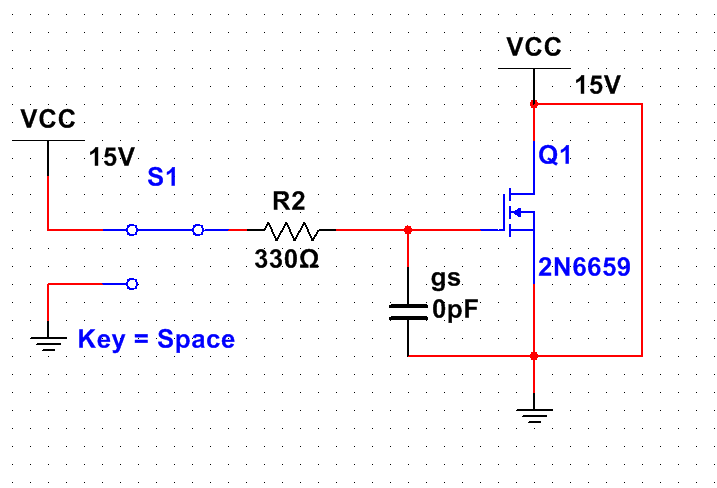 VCC
15V
VCC
15V
S1
Q1
R2
330Ω
2N6659
gs
0pF
Key = Space